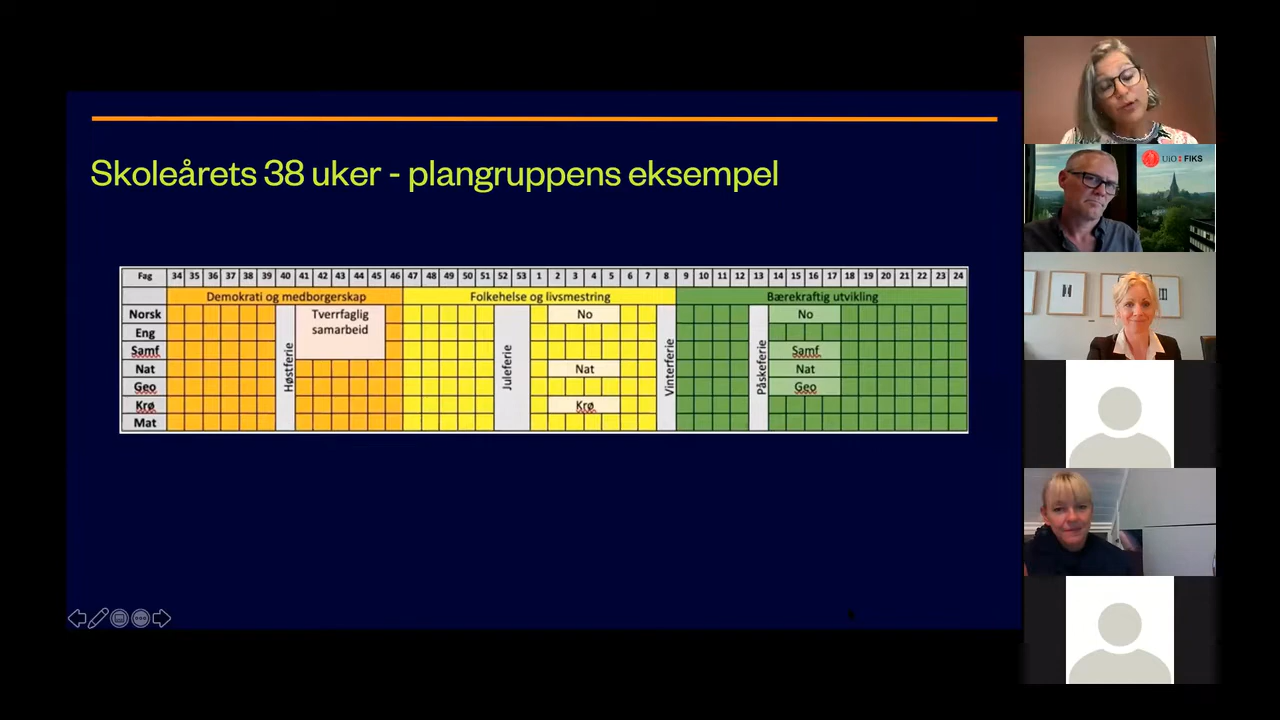 Skoleårets 38 uker - plangruppens eksempel
Fag 34 35 36 37 38 39 40 41 42 43 44 45 46 47 48 49 50 51 52 53 1 2 3 4 5 6 7 8 9 10 11 12 13 14 15 16 17 18 19 20 21 22 23 24
Demokrati og medborgerskap Folkehelse og livsmestring Bærekraftig utvikling
Norsk Tverrfaglig No No
samarbeid
Eng
Samf Samf
Nat Nat Nat
Geo Geo
Krø Krø
Mat
Høstferie
Juleferie
Vinterferie
Påskeferie
UiO : FIKS